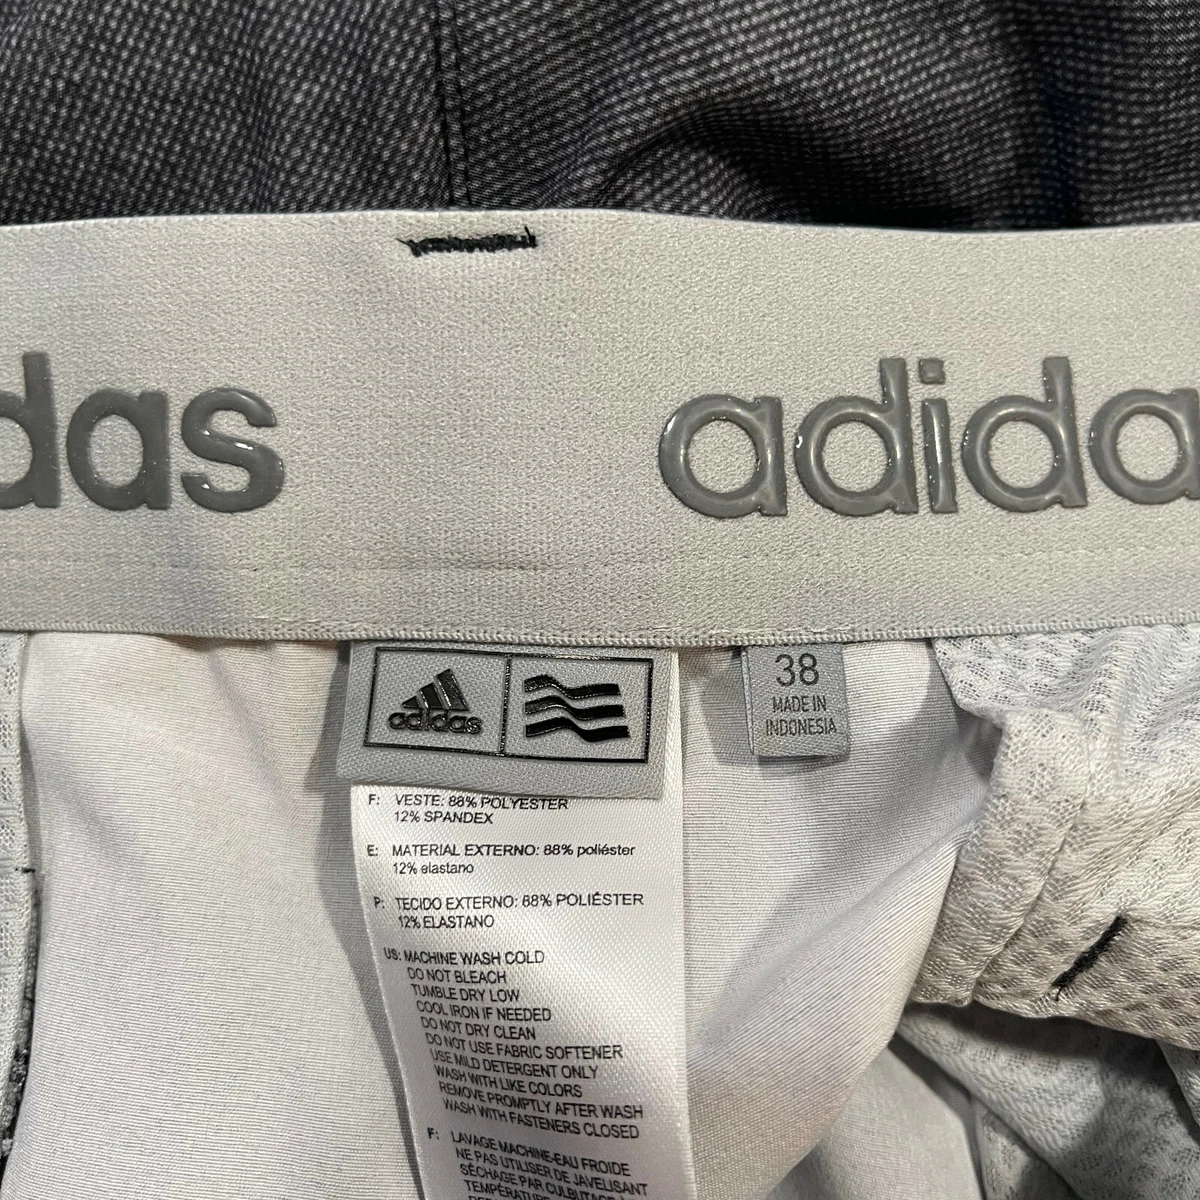 das
adida
adidas
38
MADE IN
INDONESIA
F: VESTE: 88% POLYESTER
12% SPANDEX
E: MATERIAL EXTERNO: 88% poliéster
12% elastano
P: TECIDO EXTERNO: 88% POLIÉSTER
12% ELASTANO
US: MACHINE WASH COLD
DO NOT BLEACH
TUMBLE DRY LOW
COOL IRON IF NEEDED
DO NOT DRY CLEAN
DO NOT USE FABRIC SOFTENER
USE MILD DETERGENT ONLY
WASH WITH LIKE COLORS
REMOVE PROMPTLY AFTER WASH
WASH WITH FASTENERS CLOSED
F: LAVAGE MACHINE-EAU FROIDE
NE PAS UTILISER DE JAVELISANT
SÉCHAGE PAR CULBUTAGE À
TEMPÉRATURE